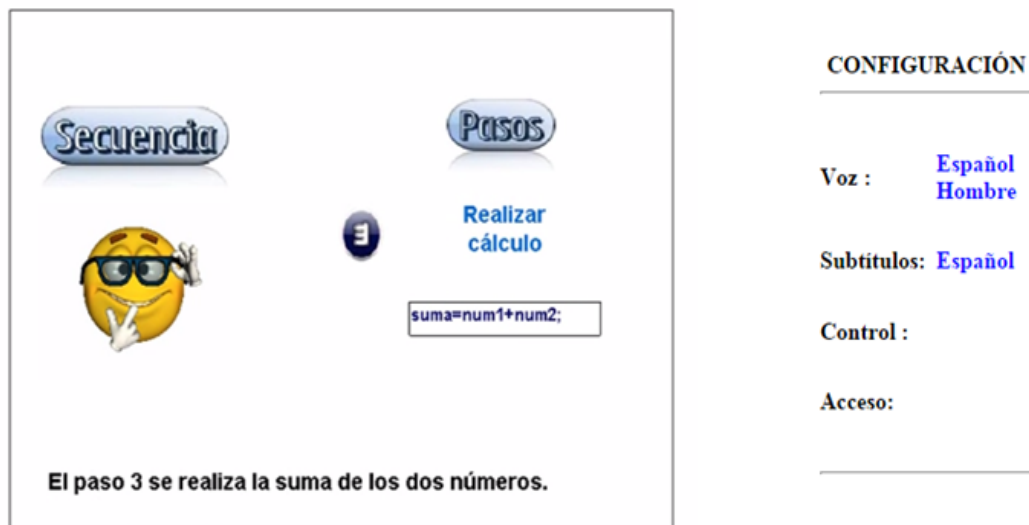 Secuencia
Pasos
3
Realizar
cálculo
suma=num1+num2;
El paso 3 se realiza la suma de los dos números.
CONFIGURACIÓN
Voz :
Español
Hombre
Subtítulos: Español
Control :
Acceso: